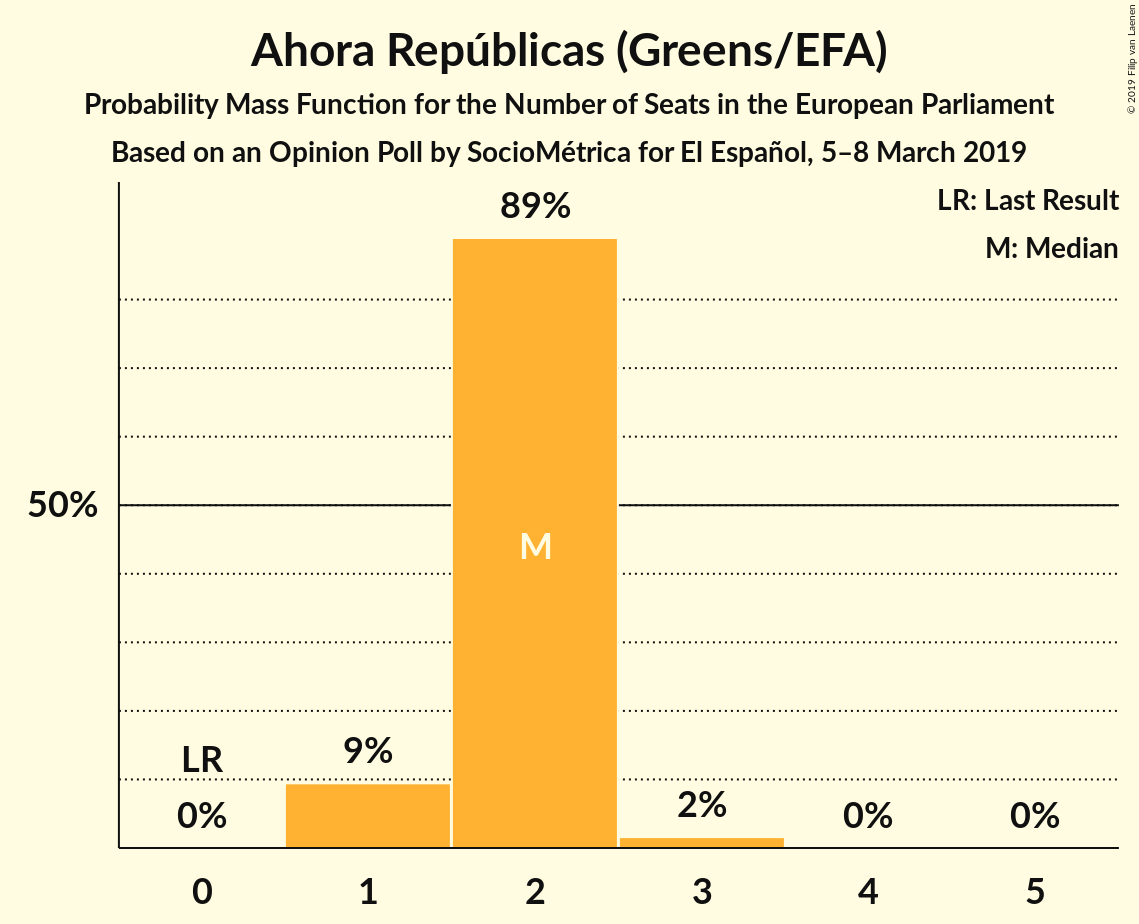 Ahora Repúblicas (Greens/EFA)
Probability Mass Function for the Number of Seats in the European Parliament
Based on an Opinion Poll by SocioMétrica for El Español, 5–8 March 2019
© 2019 Filip van Laenen
LR: Last Result
M: Median
89%
50%
M
LR
9%
0%
2%
0%
0%
0 1 2 3 4 5